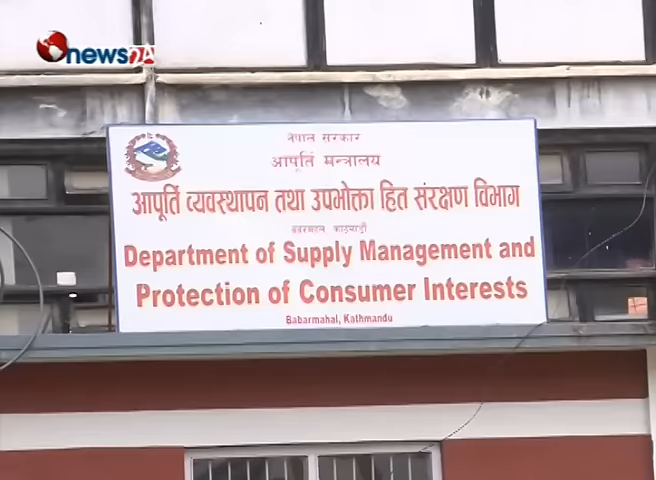 news24
नेपाल सरकार
आपूर्ति मन्त्रालय
आपूर्ति व्यवस्थापन तथा उपभोक्ता हित संरक्षण विभाग
बबरमहल, काठमाडौं
Department of Supply Management and
Protection of Consumer Interests
Babarmahal, Kathmandu